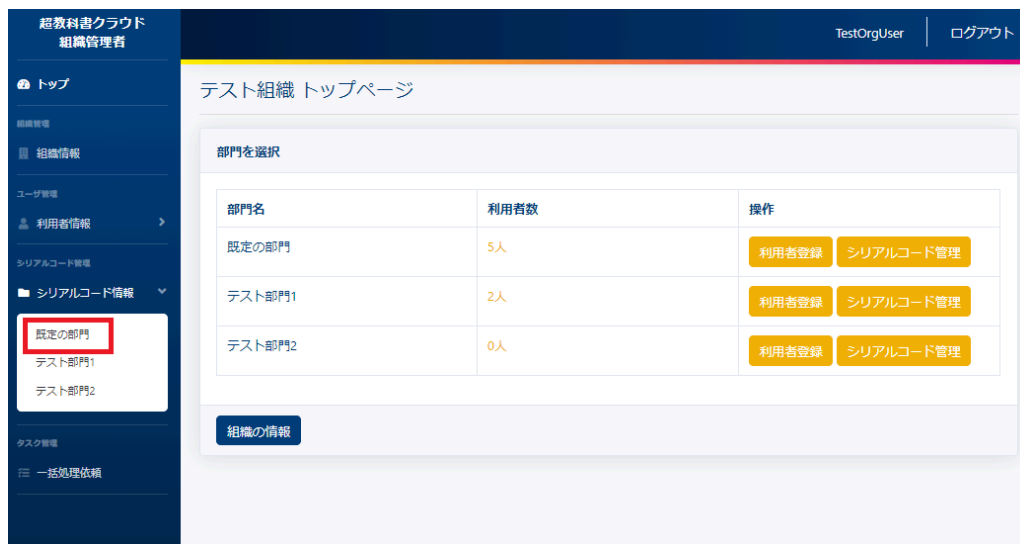 超教科書クラウド
組織管理者
TestOrgUser
ログアウト
トップ
テスト組織 トップページ
組織管理
組織情報
ユーザ管理
利用者情報
シリアルコード管理
シリアルコード情報
既定の部門
テスト部門1
テスト部門2
タスク管理
一括処理依頼
部門を選択
部門名 利用者数 操作
既定の部門 5人 利用者登録 シリアルコード管理
テスト部門1 2人 利用者登録 シリアルコード管理
テスト部門2 0人 利用者登録 シリアルコード管理
組織の情報